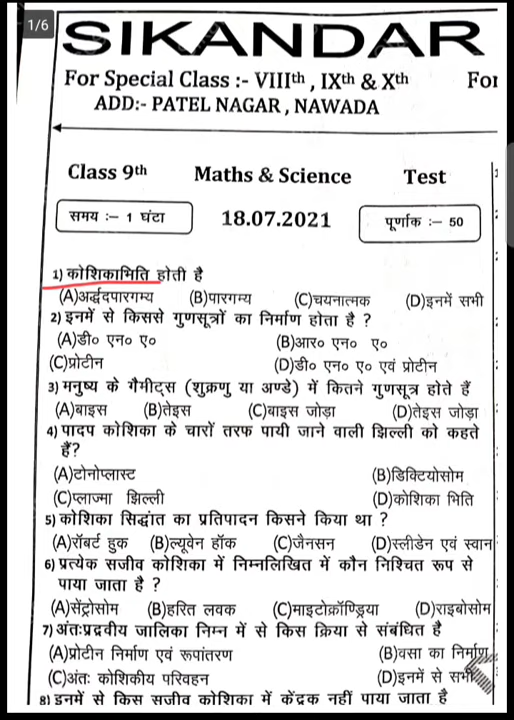 1/6
SIKANDAR
For Special Class :- VIIIth , IXth & Xth
ADD:- PATEL NAGAR , NAWADA
Class 9th Maths & Science Test
समय :– 1 घंटा 18.07.2021 पूर्णांक :– 50
1) कोशिकाभिति होती है
(A)अर्द्धदपारगम्य (B)पारगम्य (C)चयनात्मक (D)इनमें सभी
2) इनमें से किससे गुणसूत्रों का निर्माण होता है ?
(A)डी० एन० ए० (B)आर० एन० ए०
(C)प्रोटीन (D)डी० एन० ए० एवं प्रोटीन
3) मनुष्य के गैमीट्स (शुक्रणु या अण्डे) में कितने गुणसूत्र होते हैं
(A)बाइस (B)तेइस (C)बाइस जोड़ा (D)तेइस जोड़ा
4) पादप कोशिका के चारों तरफ पायी जाने वाली झिल्ली को कहते
हैं?
(A)टोनोप्लास्ट (B)डिक्टियोसोम
(C)प्लाज्मा झिल्ली (D)कोशिका भिति
5) कोशिका सिद्धांत का प्रतिपादन किसने किया था ?
(A)रॉबर्ट हुक (B)ल्यूवेन हॉक (C)जैनसन (D)स्लीडेन एवं स्वान
6) प्रत्येक सजीव कोशिका में निम्नलिखित में कौन निश्चित रूप से
पाया जाता है ?
(A)सेंट्रोसोम (B)हरित लवक (C)माइटोक्रॉण्ड्रिया (D)राइबोसोम
7) अंतःप्रद्रवीय जालिका निम्न में से किस क्रिया से संबंधित है
(A)प्रोटीन निर्माण एवं रूपांतरण (B)वसा का निर्माण
(C)अंतः कोशिकीय परिवहन (D)इनमें से सभी
8) इनमें से किस सजीव कोशिका में केंद्रक नहीं पाया जाता है